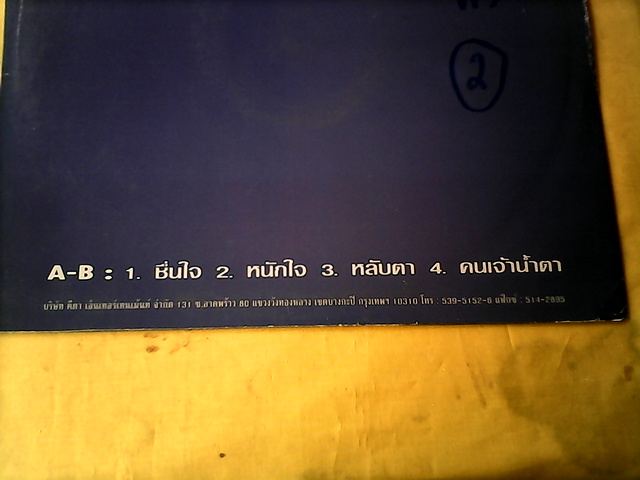 2
A-B : 1. ชื่นใจ 2. หนักใจ 3. หลับตา 4. คนเจ้าน้ำตา
บริษัท คีตา เอ็นเทอร์เทนเม้นท์ จำกัด 131 ซ.ลาดพร้าว 80 แขวงวังทองหลาง เขตบางกะปิ กรุงเทพฯ 10310 โทร : 539-5152-6 แฟ็กซ์ : 514-2895